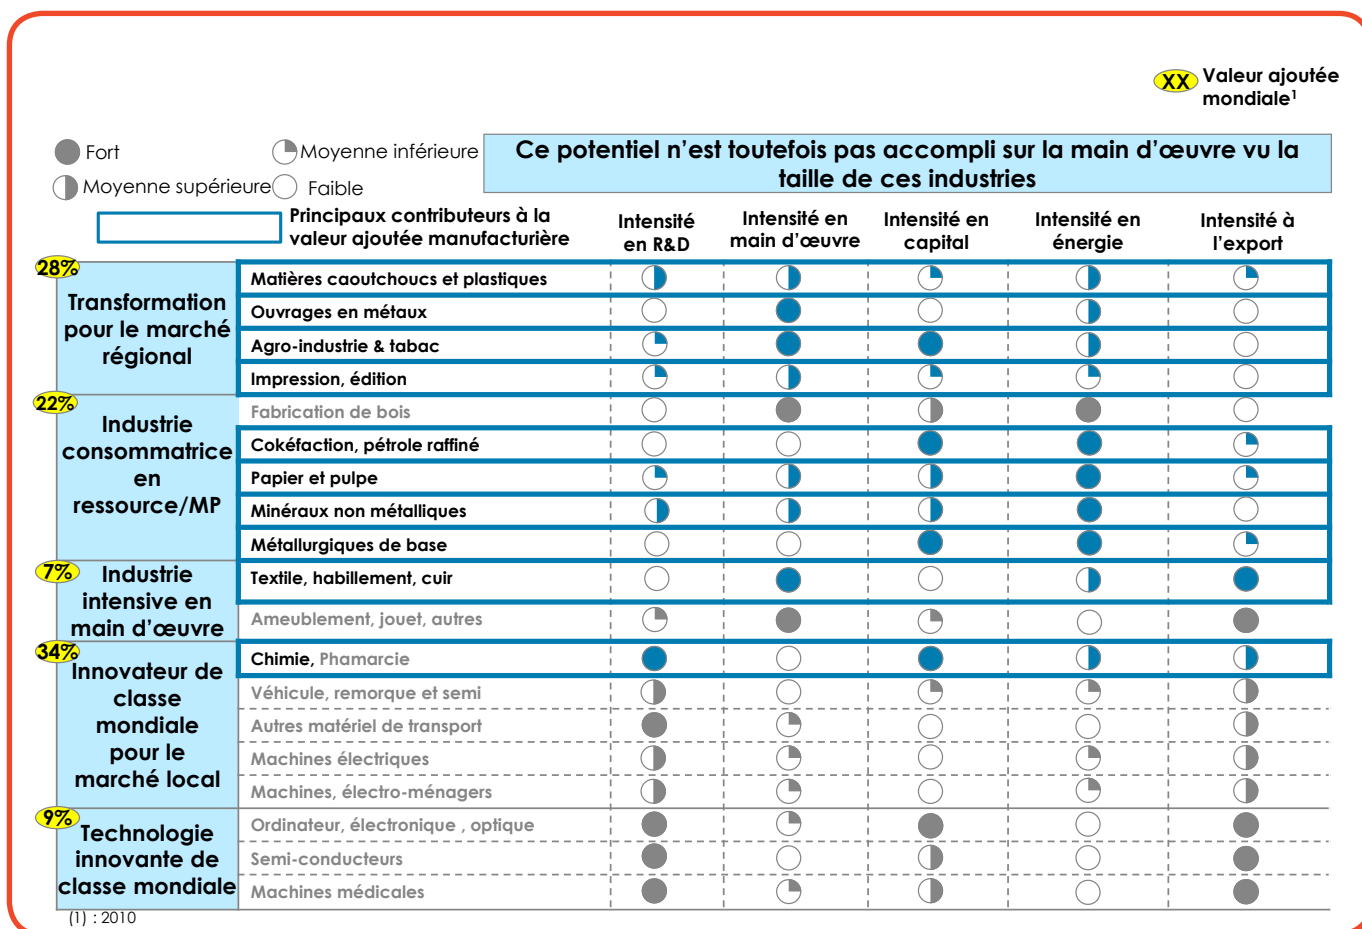 XX Valeur ajoutée
mondiale¹
Fort
Moyenne inférieure
Moyenne supérieure
Faible
Ce potentiel n'est toutefois pas accompli sur la main d'œuvre vu la
taille de ces industries
Principaux contributeurs à la
valeur ajoutée manufacturière
Intensité
en R&D
Intensité en
main d'œuvre
Intensité en
capital
Intensité en
énergie
Intensité à
l'export
28%
Transformation
pour le marché
régional
Matières caoutchoucs et plastiques
Ouvrages en métaux
Agro-industrie & tabac
Impression, édition
22%
Industrie
consommatrice
en
ressource/MP
Fabrication de bois
Cokéfaction, pétrole raffiné
Papier et pulpe
Minéraux non métalliques
Métallurgiques de base
7%
Industrie
intensive en
main d'œuvre
Textile, habillement, cuir
Ameublement, jouet, autres
34%
Innovateur de
classe
mondiale
pour le
marché local
Chimie, Phamarcie
Véhicule, remorque et semi
Autres matériel de transport
Machines électriques
Machines, électro-ménagers
9%
Technologie
innovante de
classe mondiale
Ordinateur, électronique , optique
Semi-conducteurs
Machines médicales
(1) : 2010